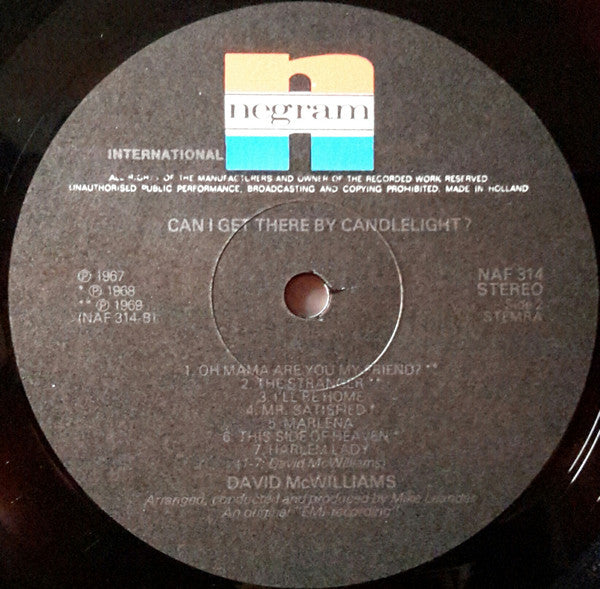 negram
INTERNATIONAL
ALL RIGHTS OF THE MANUFACTURERS AND OWNER OF THE RECORDED WORK RESERVED
UNAUTHORISED PUBLIC PERFORMANCE, BROADCASTING AND COPYING PROHIBITED. MADE IN HOLLAND
CAN I GET THERE BY CANDLELIGHT?
℗ 1967
* ℗ 1968
** ℗ 1969
(NAF 314-B)
NAF 314
STEREO
Side 2
STEMRA
1. OH MAMA ARE YOU MY FRIEND? **
2. THE STRANGER **
3. I'LL BE HOME
4. MR. SATISFIED *
5. MARLENA
6. THIS SIDE OF HEAVEN *
7. HARLEM LADY
(1-7: David McWilliams)
DAVID McWILLIAMS
Arranged, conducted and produced by Mike Leander
An original "EMI-recording"